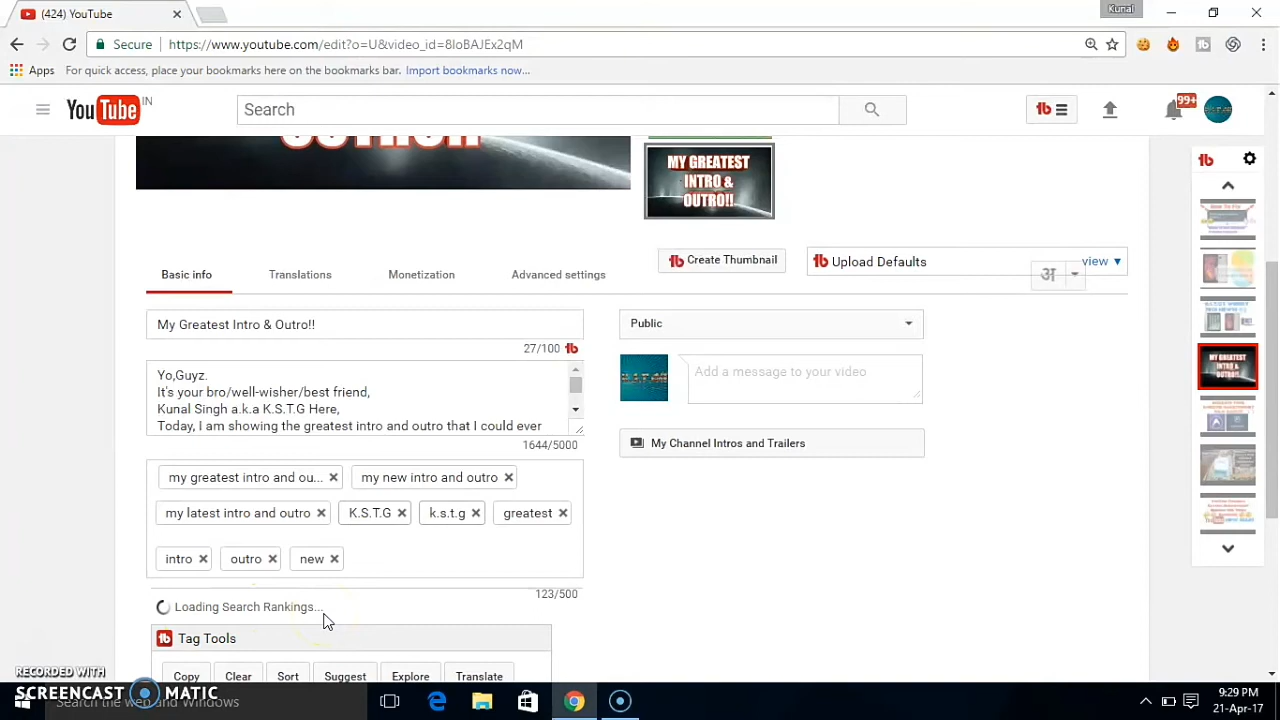 (424) YouTube
Kunal
Secure
https://www.youtube.com/edit?o=U&video_id=8IoBAJEx2qM
Apps
For quick access, place your bookmarks here on the bookmarks bar. Import bookmarks now...
YouTube IN
Search
tb
99+
MY GREATEST
INTRO &
OUTRO!!
tb
Create Thumbnail
tb Upload Defaults
view ▼
अ
Basic info
Translations
Monetization
Advanced settings
My Greatest Intro & Outro!!
27/100 tb
Public
Yo,Guyz.
It's your bro/well-wisher/best friend,
Kunal Singh a.k.a K.S.T.G Here,
Today, I am showing the greatest intro and outro that I could ever
1644/5000
Add a message to your video
My Channel Intros and Trailers
my greatest intro and ou... ×
my new intro and outro ×
my latest intro and outro ×
K.S.T.G ×
k.s.t.g ×
greatest ×
intro ×
outro ×
new ×
123/500
Loading Search Rankings...
tb Tag Tools
Copy
Clear
Sort
Suggest
Explore
Translate
RECORDED WITH
SCREENCAST MATIC
Search the web and Windows
9:29 PM
21-Apr-17